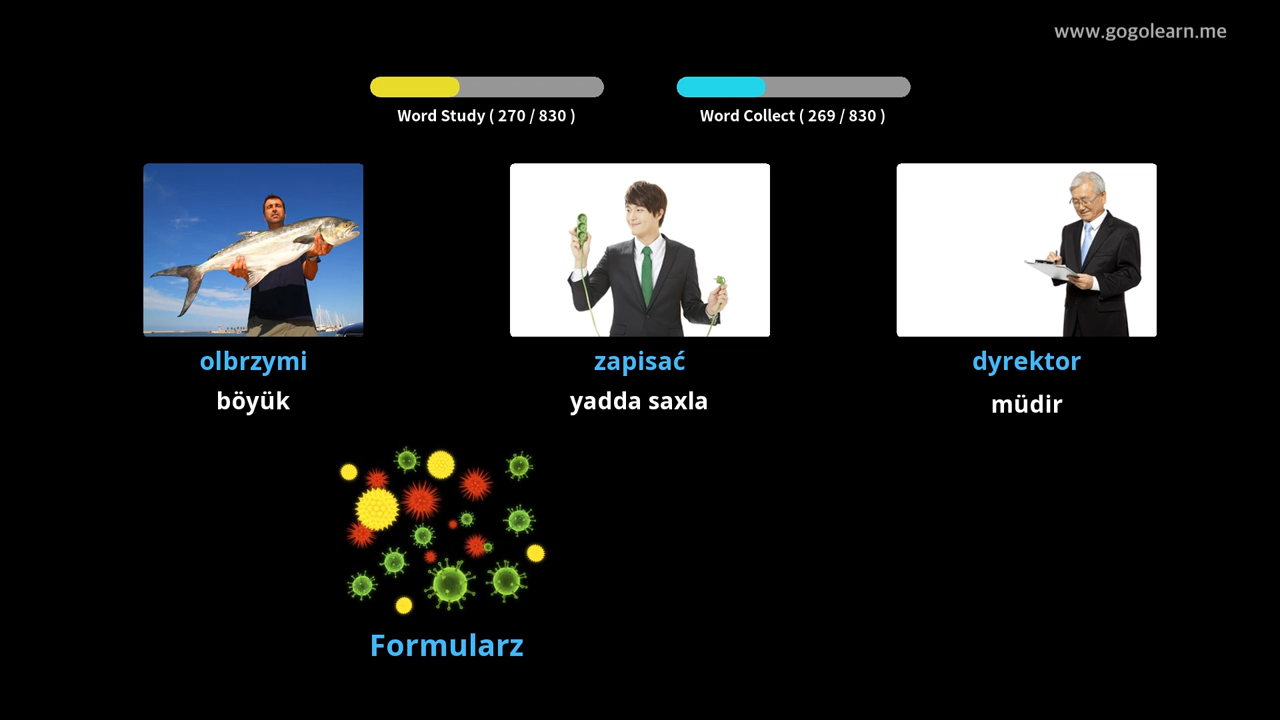 www.gogolearn.me
Word Study ( 270 / 830 )
Word Collect ( 269 / 830 )
olbrzymi
böyük
zapisać
yadda saxla
dyrektor
müdir
Formularz